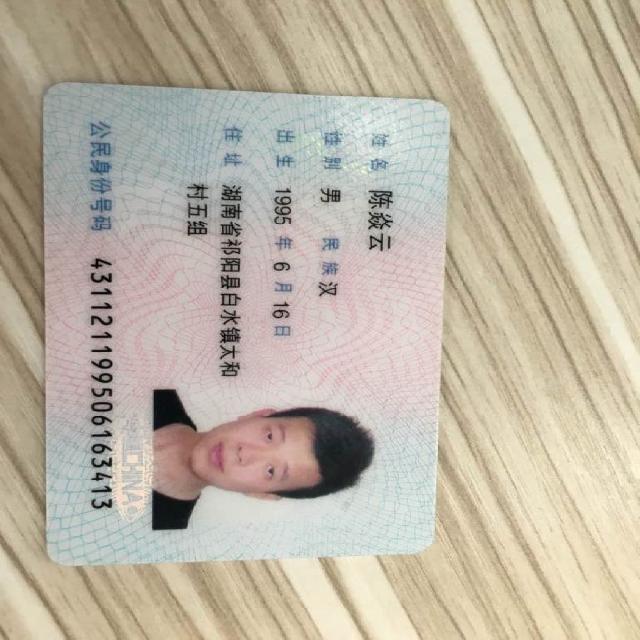 姓名 陈焱云
性别 男 民族 汉
出生 1995 年 6 月 16 日
住址 湖南省祁阳县白水镇太和
村五组
公民身份号码 431121199506163413
CHINA